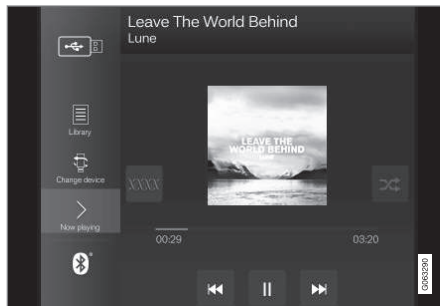 Leave The World Behind
Lune
Library
Change device
Now playing
LEAVE THE
WORLD BEHIND
LUNE
XXXX
00:29
03:20
G063290